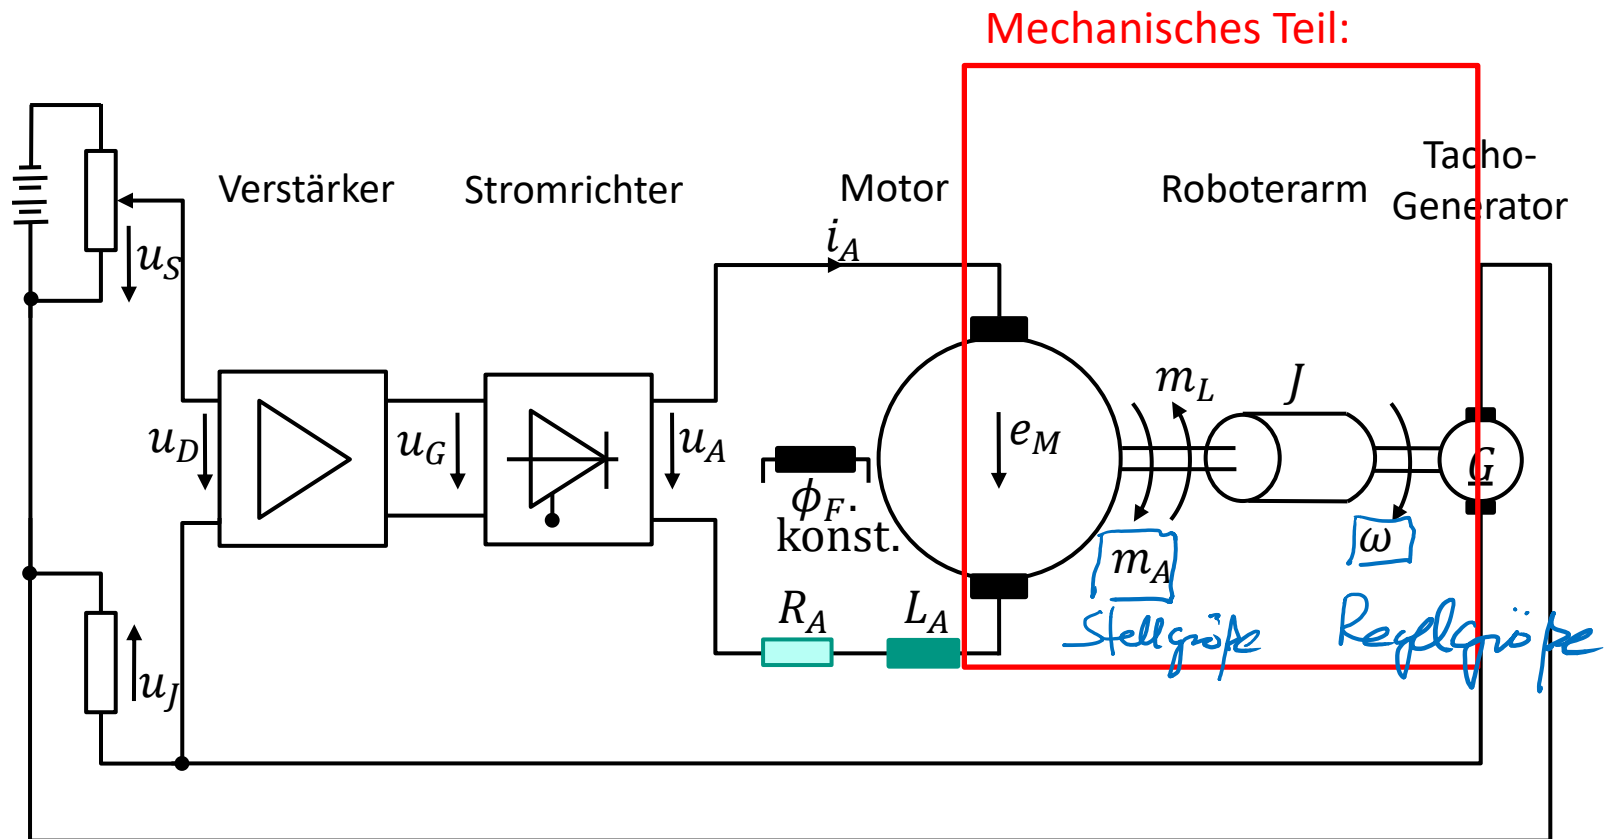 Mechanisches Teil:
Tacho-
Generator
Verstärker
Stromrichter
Motor
Roboterarm
i_A
u_S
m_L
J
u_D
u_G
u_A
e_M
G
ϕ_F.
konst.
m_A
ω
R_A
L_A
Stellgröße
Regelgröße
u_J